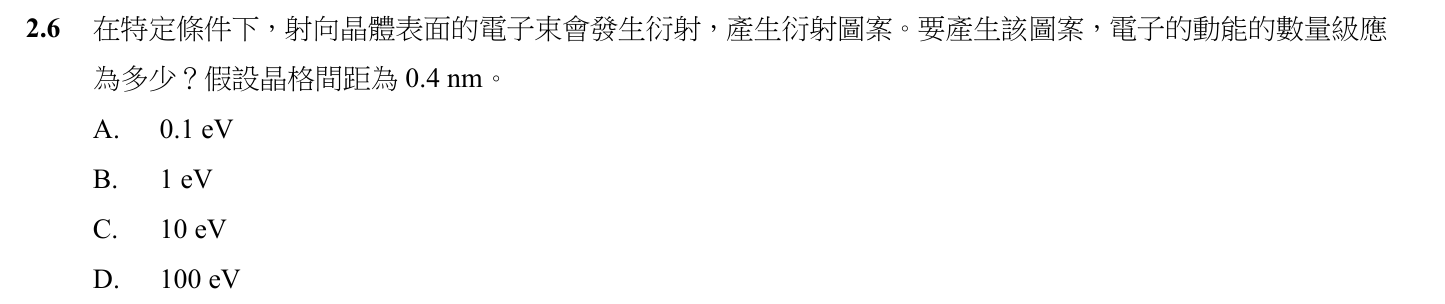 2.6 在特定條件下，射向晶體表面的電子束會發生衍射，產生衍射圖案。要產生該圖案，電子的動能的數量級應
為多少？假設晶格間距為 0.4 nm。
A. 0.1 eV
B. 1 eV
C. 10 eV
D. 100 eV